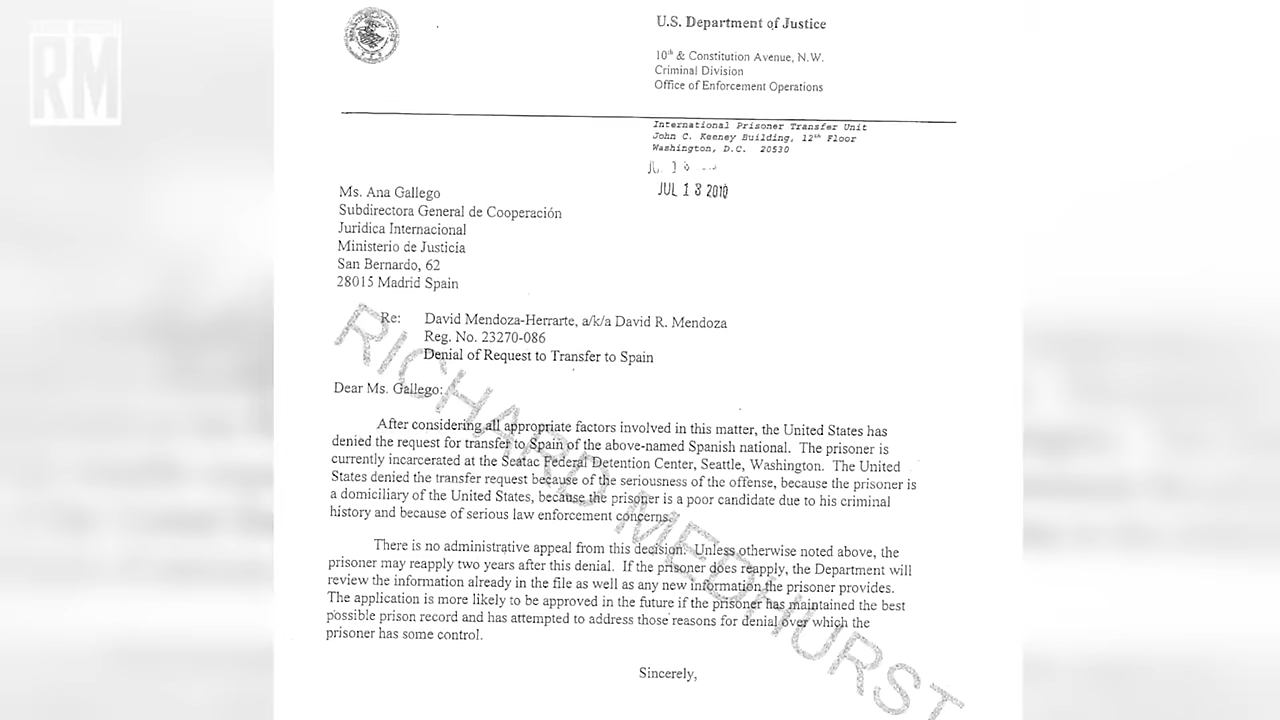 RM
U.S. Department of Justice
10th & Constitution Avenue, N.W.
Criminal Division
Office of Enforcement Operations
International Prisoner Transfer Unit
John C. Keeney Building, 12th Floor
Washington, D.C. 20530
JUL 13 2010
Ms. Ana Gallego
Subdirectora General de Cooperación
Juridica Internacional
Ministerio de Justicia
San Bernardo, 62
28015 Madrid Spain
Re: David Mendoza-Herrarte, a/k/a David R. Mendoza
Reg. No. 23270-086
Denial of Request to Transfer to Spain
Dear Ms. Gallego:
After considering all appropriate factors involved in this matter, the United States has
denied the request for transfer to Spain of the above-named Spanish national. The prisoner is
currently incarcerated at the Seatac Federal Detention Center, Seattle, Washington. The United
States denied the transfer request because of the seriousness of the offense, because the prisoner is
a domiciliary of the United States, because the prisoner is a poor candidate due to his criminal
history and because of serious law enforcement concerns.
There is no administrative appeal from this decision. Unless otherwise noted above, the
prisoner may reapply two years after this denial. If the prisoner does reapply, the Department will
review the information already in the file as well as any new information the prisoner provides.
The application is more likely to be approved in the future if the prisoner has maintained the best
possible prison record and has attempted to address those reasons for denial over which the
prisoner has some control.
Sincerely,
RICHARD MEDHURST